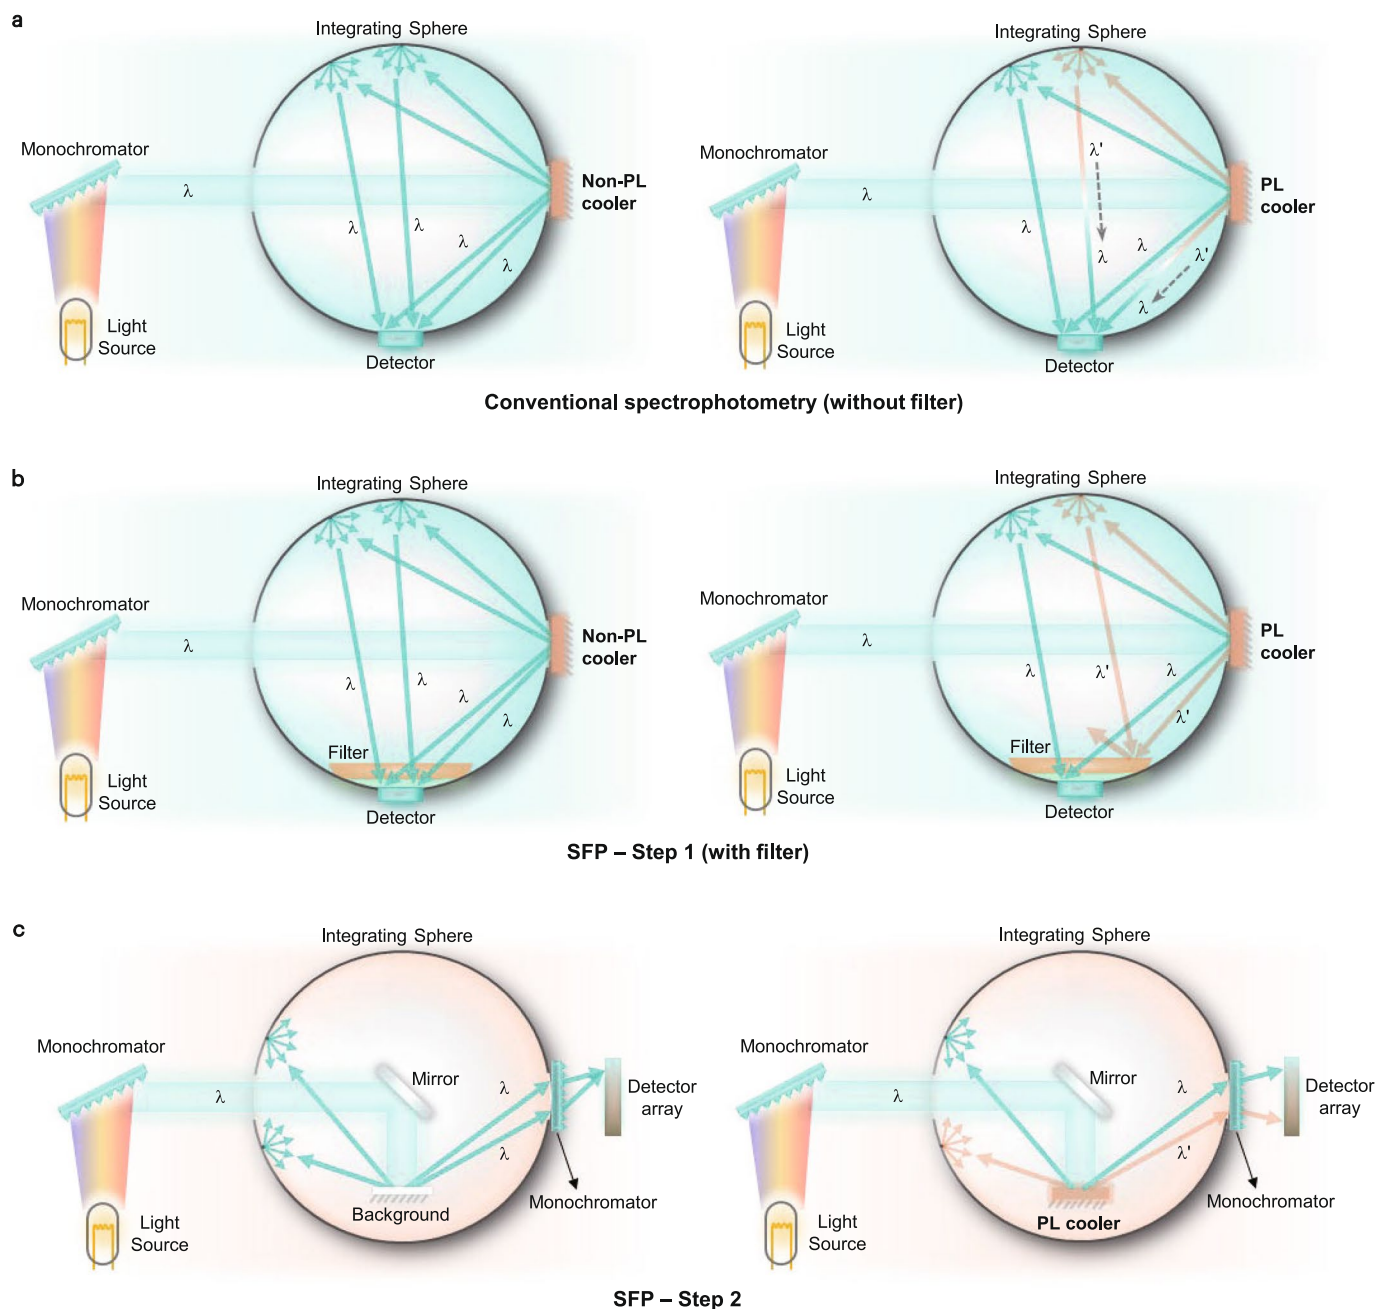 a
Integrating Sphere
Monochromator
λ
Non-PL
cooler
λ
λ
λ
λ
Light
Source
Detector
Integrating Sphere
Monochromator
λ
λ'
PL
cooler
λ
λ
λ
λ'
λ
Light
Source
Detector
Conventional spectrophotometry (without filter)
b
Integrating Sphere
Monochromator
λ
Non-PL
cooler
λ
λ
λ
λ
Filter
Light
Source
Detector
Integrating Sphere
Monochromator
λ
PL
cooler
λ
λ'
λ
λ'
Filter
Light
Source
Detector
SFP – Step 1 (with filter)
c
Integrating Sphere
Monochromator
λ
Mirror
λ
λ
Detector
array
Monochromator
Background
Light
Source
Integrating Sphere
Monochromator
λ
Mirror
λ
λ'
Detector
array
Monochromator
PL cooler
Light
Source
SFP – Step 2